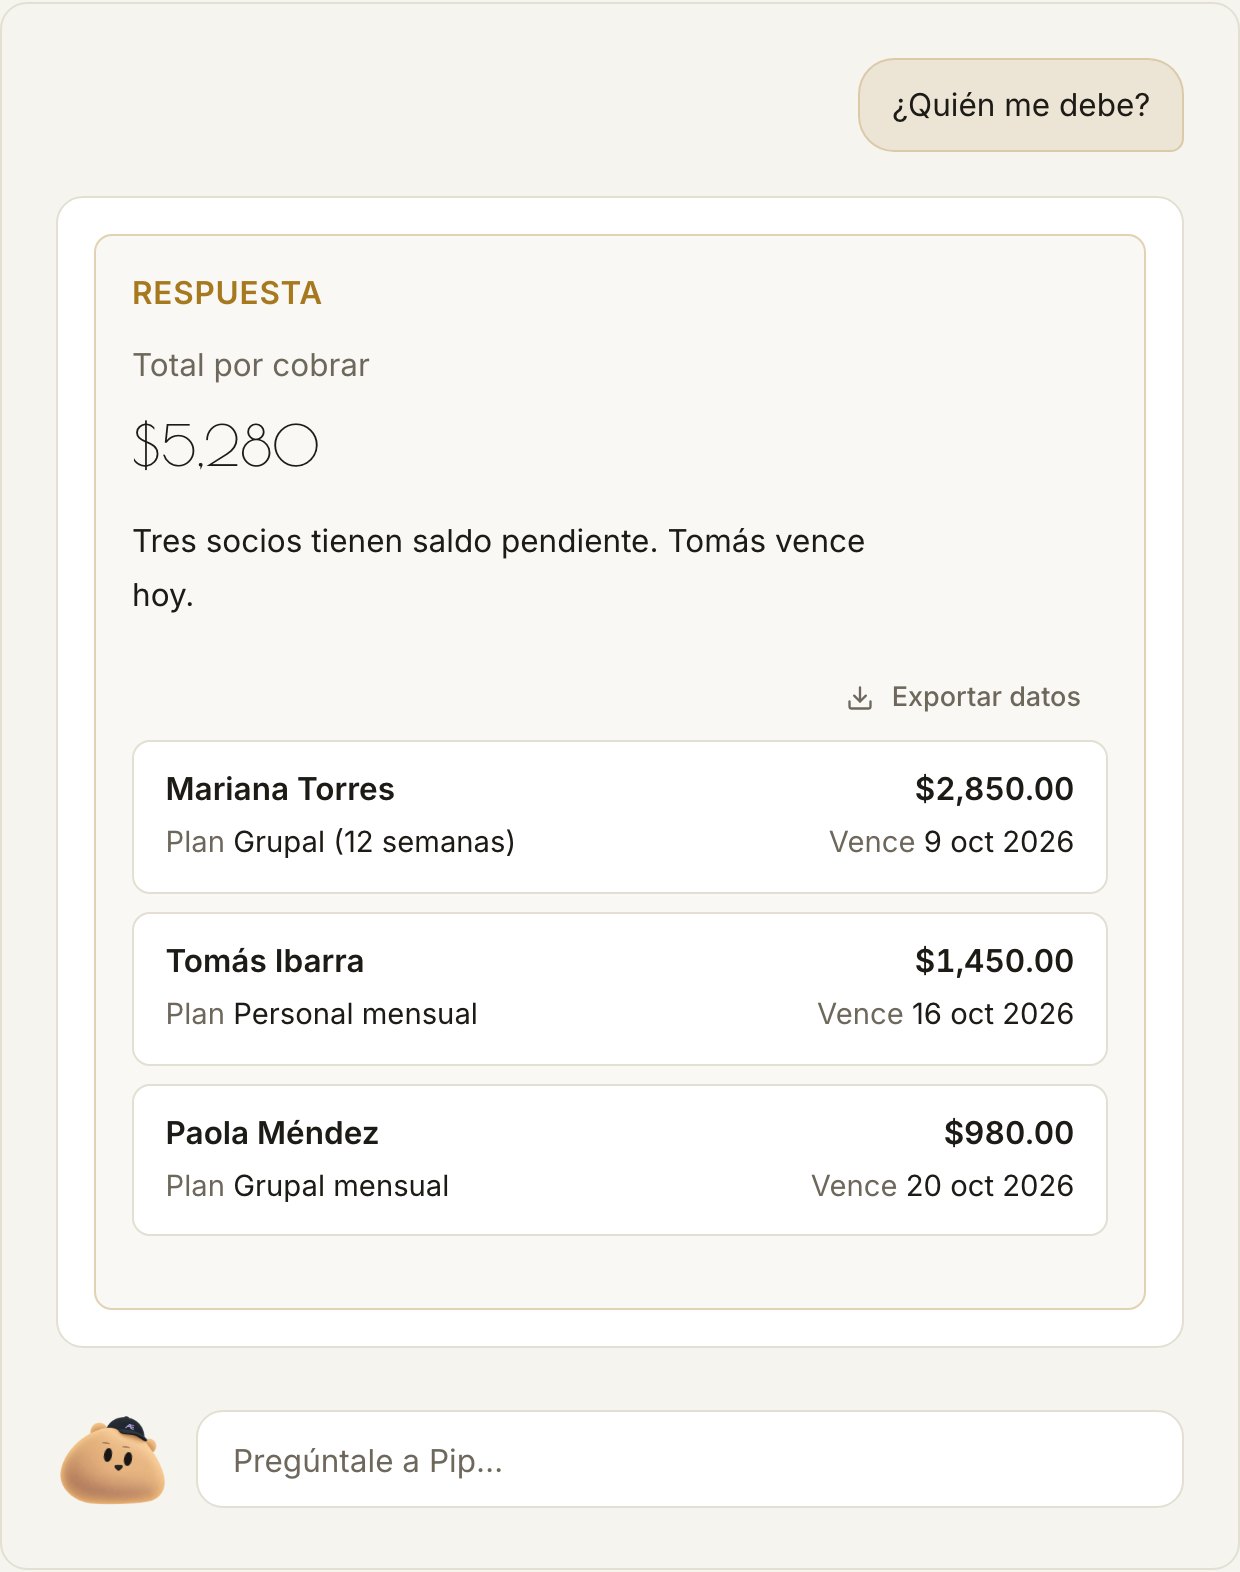 ¿Quién me debe?
RESPUESTA
Total por cobrar
$5,280
Tres socios tienen saldo pendiente. Tomás vence
hoy.
Exportar datos
Mariana Torres $2,850.00
Plan Grupal (12 semanas) Vence 9 oct 2026
Tomás Ibarra $1,450.00
Plan Personal mensual Vence 16 oct 2026
Paola Méndez $980.00
Plan Grupal mensual Vence 20 oct 2026
Pregúntale a Pip...